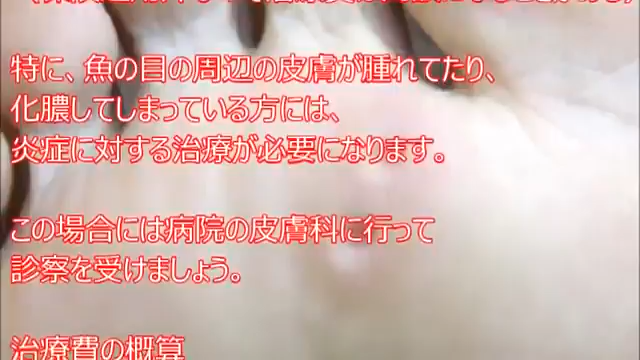 特に、魚の目の周辺の皮膚が腫れてたり、
化膿してしまっている方には、
炎症に対する治療が必要になります。
この場合には病院の皮膚科に行って
診察を受けましょう。
治療費の概算